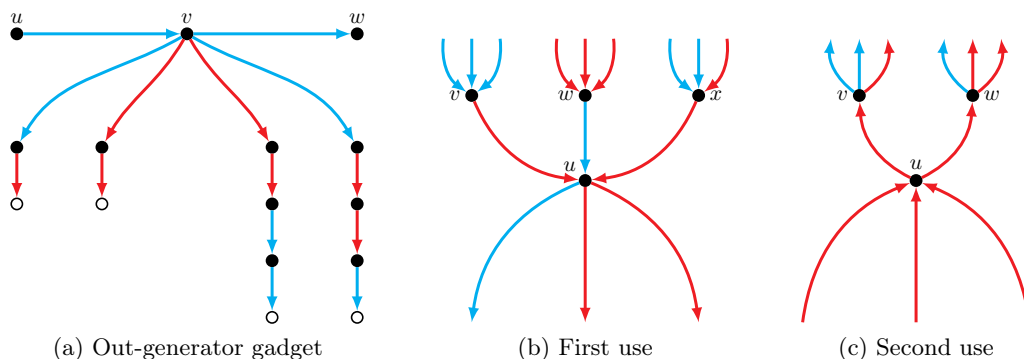 u v w
v w x
u
v w
u
(a) Out-generator gadget
(b) First use
(c) Second use